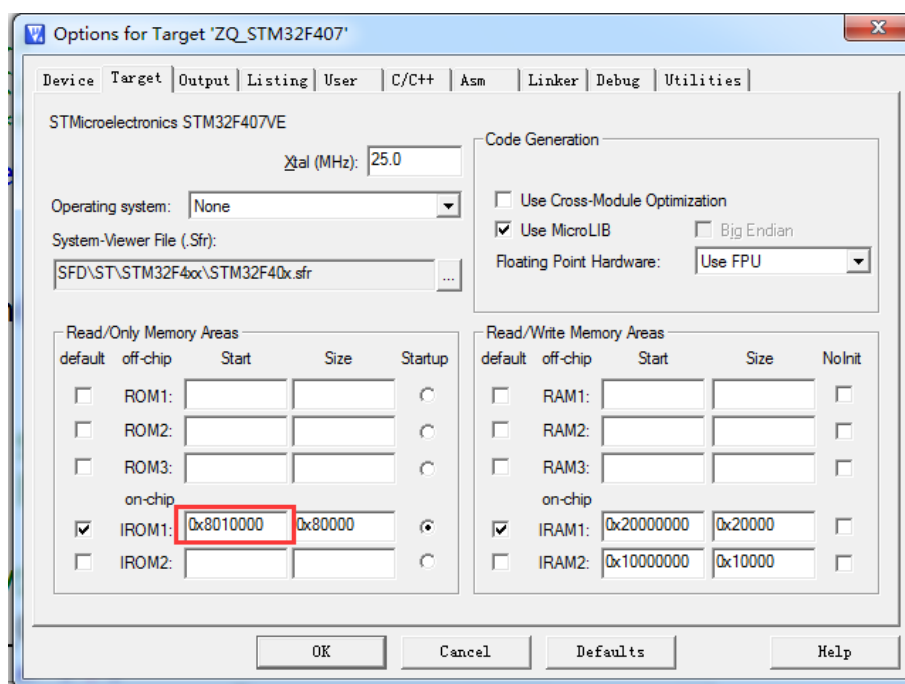 Options for Target 'ZQ_STM32F407'
Device Target Output Listing User C/C++ Asm Linker Debug Utilities
STMicroelectronics STM32F407VE
Xtal (MHz): 25.0
Operating system: None
System-Viewer File (.Sfr):
SFD\ST\STM32F4xx\STM32F40x.sfr ...
Code Generation
Use Cross-Module Optimization
Use MicroLIB Big Endian
Floating Point Hardware: Use FPU
Read/Only Memory Areas
default off-chip Start Size Startup
ROM1:
ROM2:
ROM3:
on-chip
IROM1: 0x8010000 0x80000
IROM2:
Read/Write Memory Areas
default off-chip Start Size NoInit
RAM1:
RAM2:
RAM3:
on-chip
IRAM1: 0x20000000 0x20000
IRAM2: 0x10000000 0x10000
OK Cancel Defaults Help